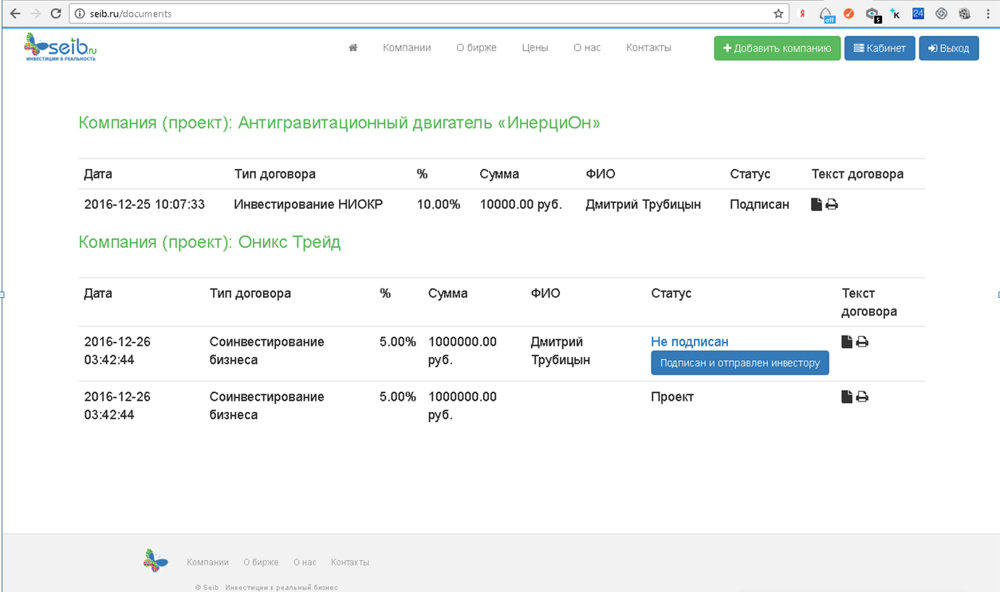 seib.ru/documents
Я
off
5
K
24
seib.ru
ИНВЕСТИЦИИ В РЕАЛЬНОСТЬ
Компании О бирже Цены О нас Контакты
Добавить компанию Кабинет Выход
Компания (проект): Антигравитационный двигатель «ИнерциОн»
Дата Тип договора % Сумма ФИО Статус Текст договора
2016-12-25 10:07:33 Инвестирование НИОКР 10.00% 10000.00 руб. Дмитрий Трубицын Подписан
Компания (проект): Оникс Трейд
Дата Тип договора % Сумма ФИО Статус Текст
договора
2016-12-26 Соинвестирование 5.00% 1000000.00 Дмитрий Не подписан
03:42:44 бизнеса руб. Трубицын Подписан и отправлен инвестору
2016-12-26 Соинвестирование 5.00% 1000000.00 Проект
03:42:44 бизнеса руб.
Компании О бирже О нас Контакты
© Seib Инвестиции в реальный бизнес